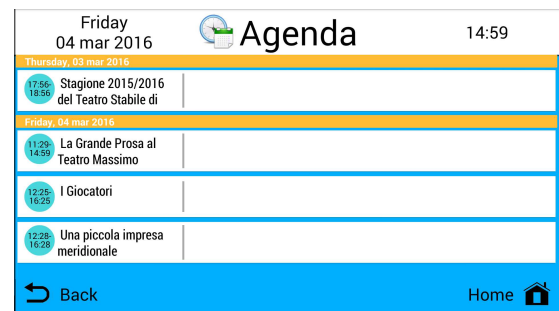 Friday
04 mar 2016
Agenda
14:59
Thursday, 03 mar 2016
17:56-
18:56
Stagione 2015/2016
del Teatro Stabile di
Friday, 04 mar 2016
11:29-
14:59
La Grande Prosa al
Teatro Massimo
12:25-
16:25
I Giocatori
12:28-
16:28
Una piccola impresa
meridionale
Back
Home